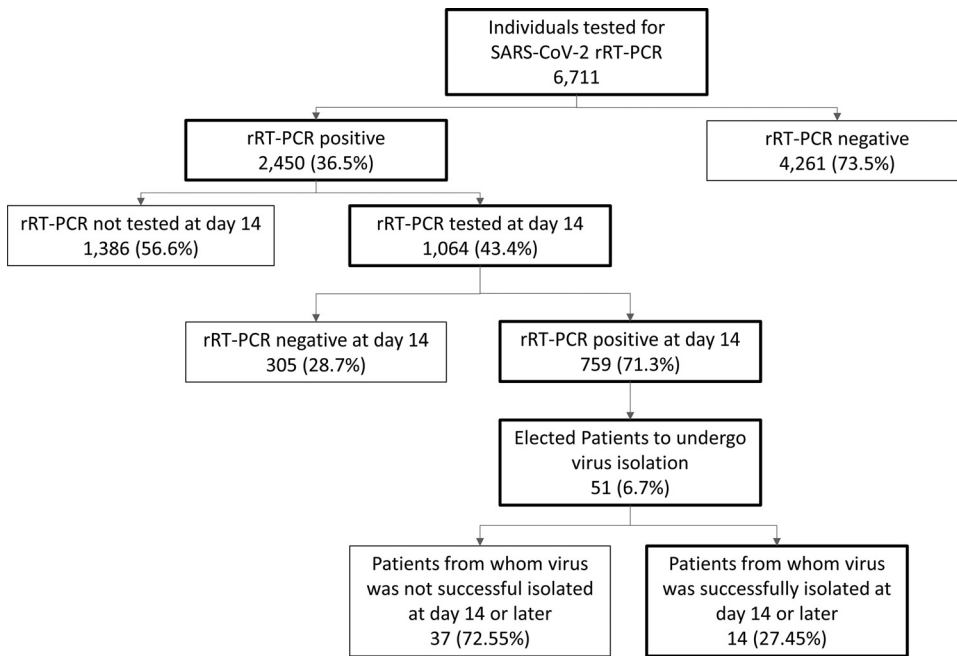 Individuals tested for
SARS-CoV-2 rRT-PCR
6,711
rRT-PCR positive
2,450 (36.5%)
rRT-PCR negative
4,261 (73.5%)
rRT-PCR not tested at day 14
1,386 (56.6%)
rRT-PCR tested at day 14
1,064 (43.4%)
rRT-PCR negative at day 14
305 (28.7%)
rRT-PCR positive at day 14
759 (71.3%)
Elected Patients to undergo
virus isolation
51 (6.7%)
Patients from whom virus
was not successful isolated
at day 14 or later
37 (72.55%)
Patients from whom virus
was successfully isolated at
day 14 or later
14 (27.45%)